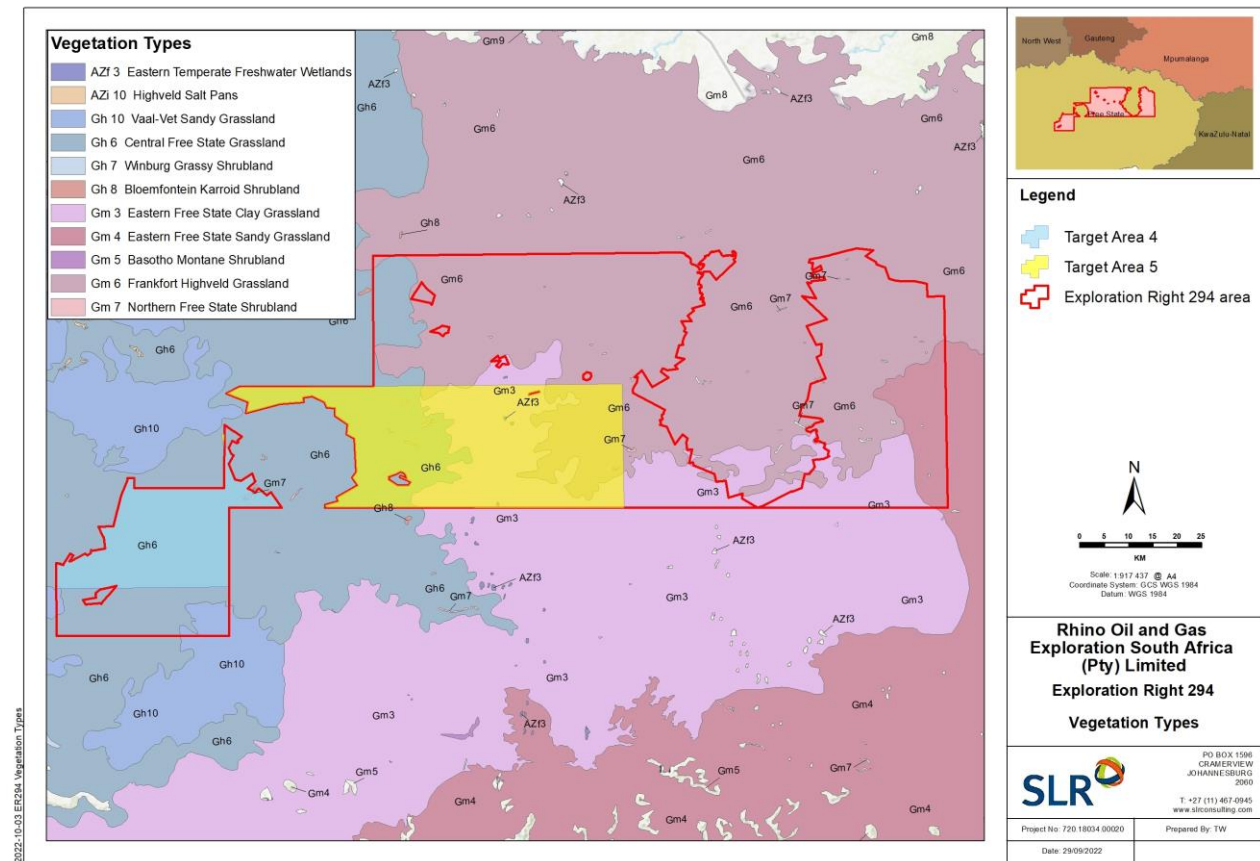 Vegetation Types
AZf 3 Eastern Temperate Freshwater Wetlands
AZi 10 Highveld Salt Pans
Gh 10 Vaal-Vet Sandy Grassland
Gh 6 Central Free State Grassland
Gh 7 Winburg Grassy Shrubland
Gh 8 Bloemfontein Karroid Shrubland
Gm 3 Eastern Free State Clay Grassland
Gm 4 Eastern Free State Sandy Grassland
Gm 5 Basotho Montane Shrubland
Gm 6 Frankfort Highveld Grassland
Gm 7 Northern Free State Shrubland
Gm9
Gm8
AZf3
Gh6
Gm8
AZf3
Gm6
AZf3
Gm6
AZf3
Gh8
Gh6
Gm6
Gm7
Gm6
Gm6
Gm7
Gh6
Gm3
AZf3
Gm6
Gm7
Gm6
Gh10
Gh6
Gh6
Gm7
Gm7
Gm3
Gm3
Gh8
Gm3
Gh6
AZf3
Gh6
AZf3
Gm7
Gm3
Gm3
AZf3
Gh6
Gh10
Gm3
Gh10
Gm3
AZf3
Gm4
Gh6
Gm5
Gm4
Gm5
Gm7
Gm4
Gm4
Gm4
North West
Gauteng
Mpumalanga
Free State
KwaZulu-Natal
Legend
Target Area 4
Target Area 5
Exploration Right 294 area
N
0 5 10 15 20 25
KM
Scale: 1:917 437 @ A4
Coordinate System: GCS WGS 1984
Datum: WGS 1984
Rhino Oil and Gas
Exploration South Africa
(Pty) Limited
Exploration Right 294
Vegetation Types
SLR
PO BOX 1596
CRAMERVIEW
JOHANNESBURG
2060
T: +27 (11) 467-0945
www.slrconsulting.com
Project No: 720.18034.00020
Prepared By: TW
Date: 29/09/2022
2022-10-03 ER294 Vegetation Types